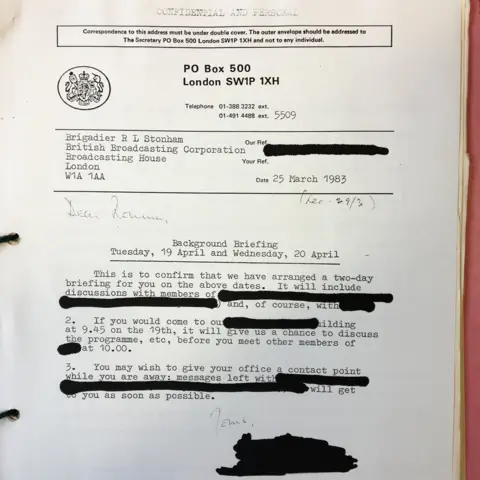 CONFIDENTIAL AND PERSONAL
Correspondence to this address must be under double cover. The outer envelope should be addressed to
The Secretary PO Box 500 London SW1P 1XH and not to any individual.
PO Box 500
London SW1P 1XH
Telephone 01-388 3232 ext.
01-491 4488 ext. 5509
Brigadier R L Stonham
British Broadcasting Corporation
Broadcasting House
London
W1A 1AA
Our Ref.
Your Ref.
Date 25 March 1983
Dear
Background Briefing
Tuesday, 19 April and Wednesday, 20 April
This is to confirm that we have arranged a two-day
briefing for you on the above dates. It will include
discussions with members of
) and, of course, with
2. If you would come to our ilding
at 9.45 on the 19th, it will give us a chance to discuss
the programme, etc, before you meet other members of
at 10.00.
3. You may wish to give your office a contact point
while you are away; messages left with
will get
to you as soon as possible.